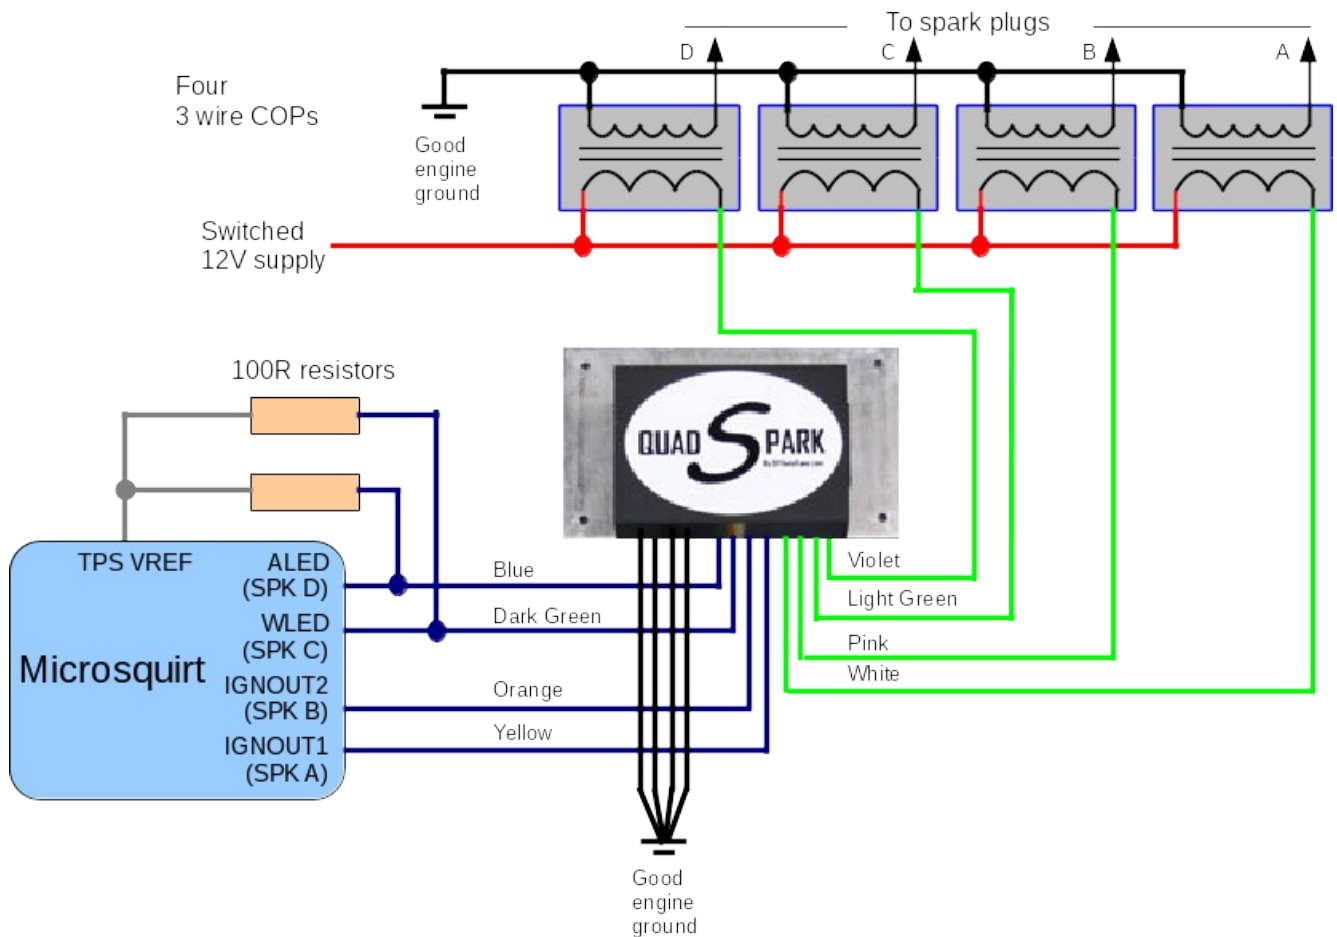 To spark plugs
D
C
B
A
Four
3 wire COPs
Good
engine
ground
Switched
12V supply
100R resistors
QUAD S PARK
TPS VREF
ALED
(SPK D)
WLED
(SPK C)
Microsquirt
IGNOUT2
(SPK B)
IGNOUT1
(SPK A)
Blue
Dark Green
Orange
Yellow
Violet
Light Green
Pink
White
Good
engine
ground